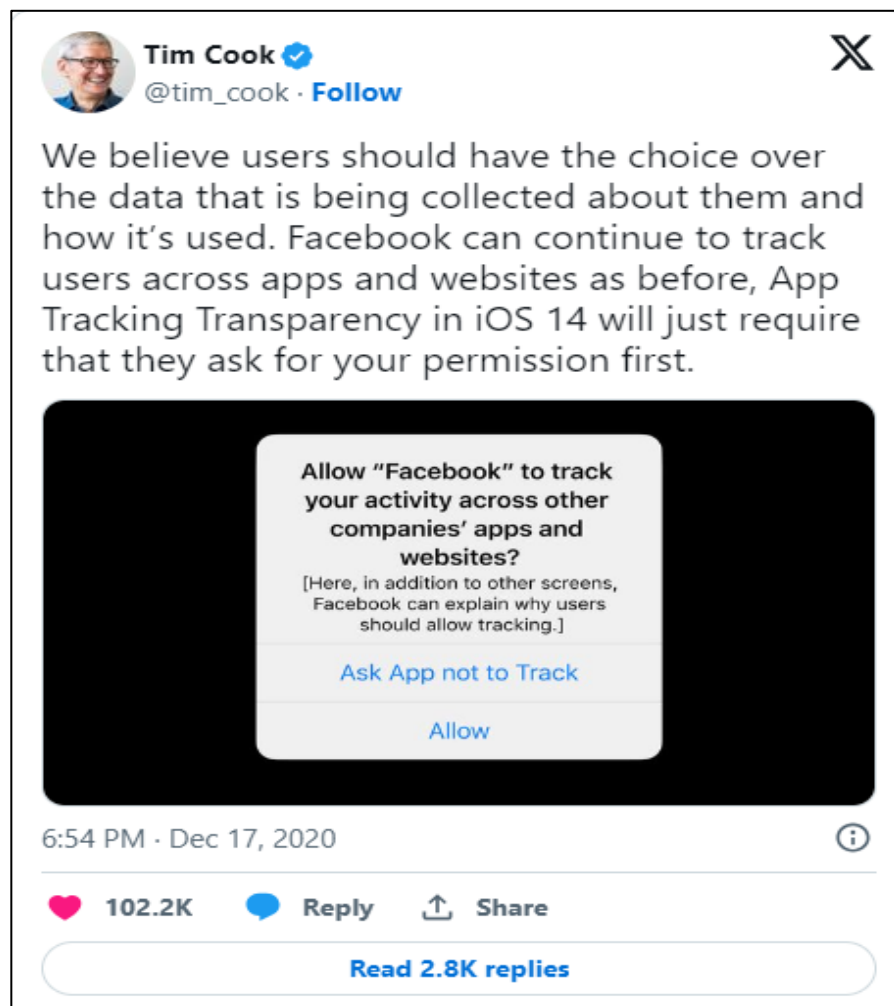 Tim Cook
@tim_cook · Follow
We believe users should have the choice over
the data that is being collected about them and
how it's used. Facebook can continue to track
users across apps and websites as before, App
Tracking Transparency in iOS 14 will just require
that they ask for your permission first.
Allow “Facebook” to track
your activity across other
companies’ apps and
websites?
[Here, in addition to other screens,
Facebook can explain why users
should allow tracking.]
Ask App not to Track
Allow
6:54 PM · Dec 17, 2020
102.2K Reply Share
Read 2.8K replies